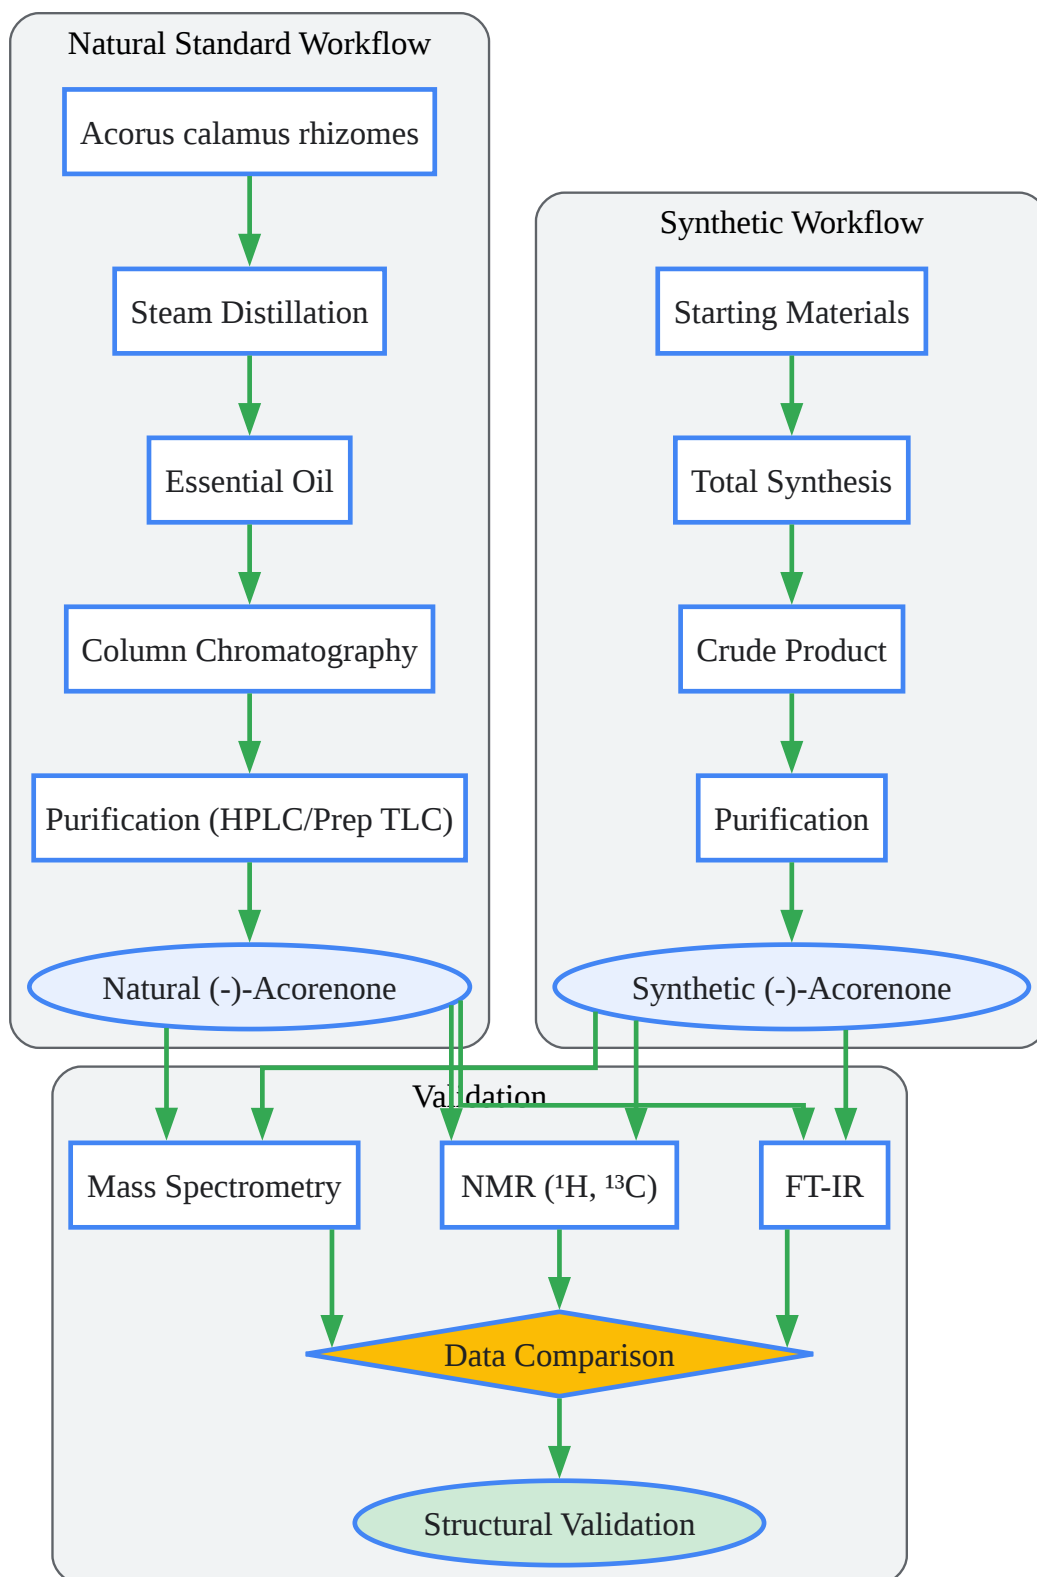 Natural Standard Workflow
Acorus calamus rhizomes
Steam Distillation
Essential Oil
Column Chromatography
Purification (HPLC/Prep TLC)
Natural (-)-Acorenone
Synthetic Workflow
Starting Materials
Total Synthesis
Crude Product
Purification
Synthetic (-)-Acorenone
Validation
Mass Spectrometry
NMR (¹H, ¹³C)
FT-IR
Data Comparison
Structural Validation